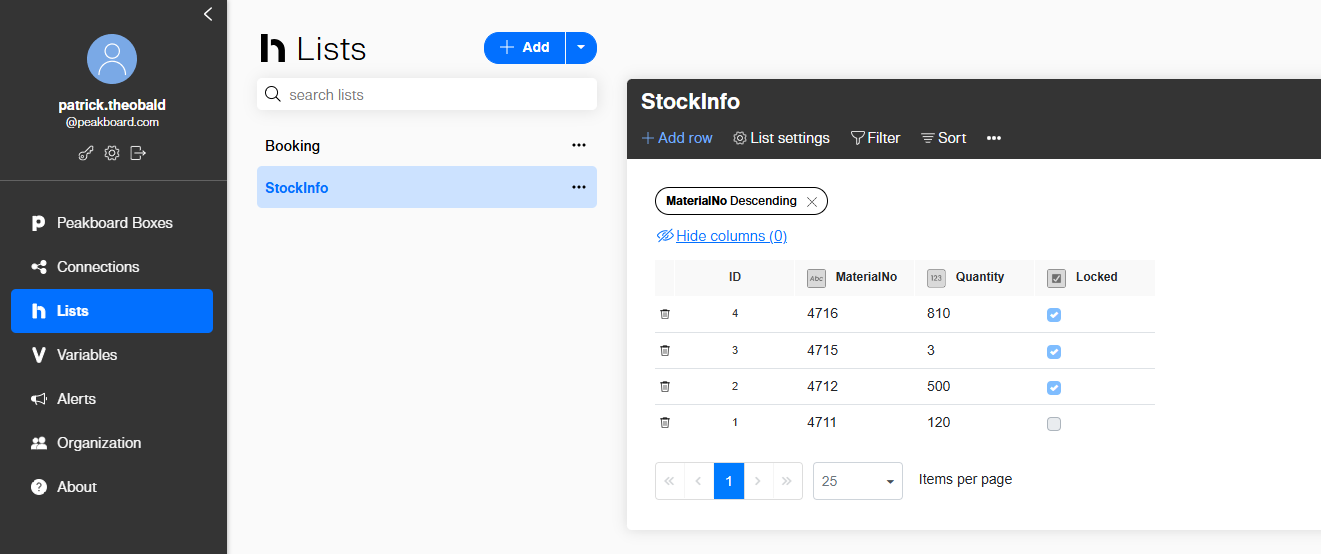 patrick.theobald
@peakboard.com
Peakboard Boxes
Connections
Lists
Variables
Alerts
Organization
About
Lists
Add
search lists
Booking
StockInfo
StockInfo
Add row List settings Filter Sort
MaterialNo Descending
Hide columns (0)
ID Abc MaterialNo 123 Quantity Locked
4 4716 810
3 4715 3
2 4712 500
1 4711 120
« ‹ 1 › » 25 Items per page